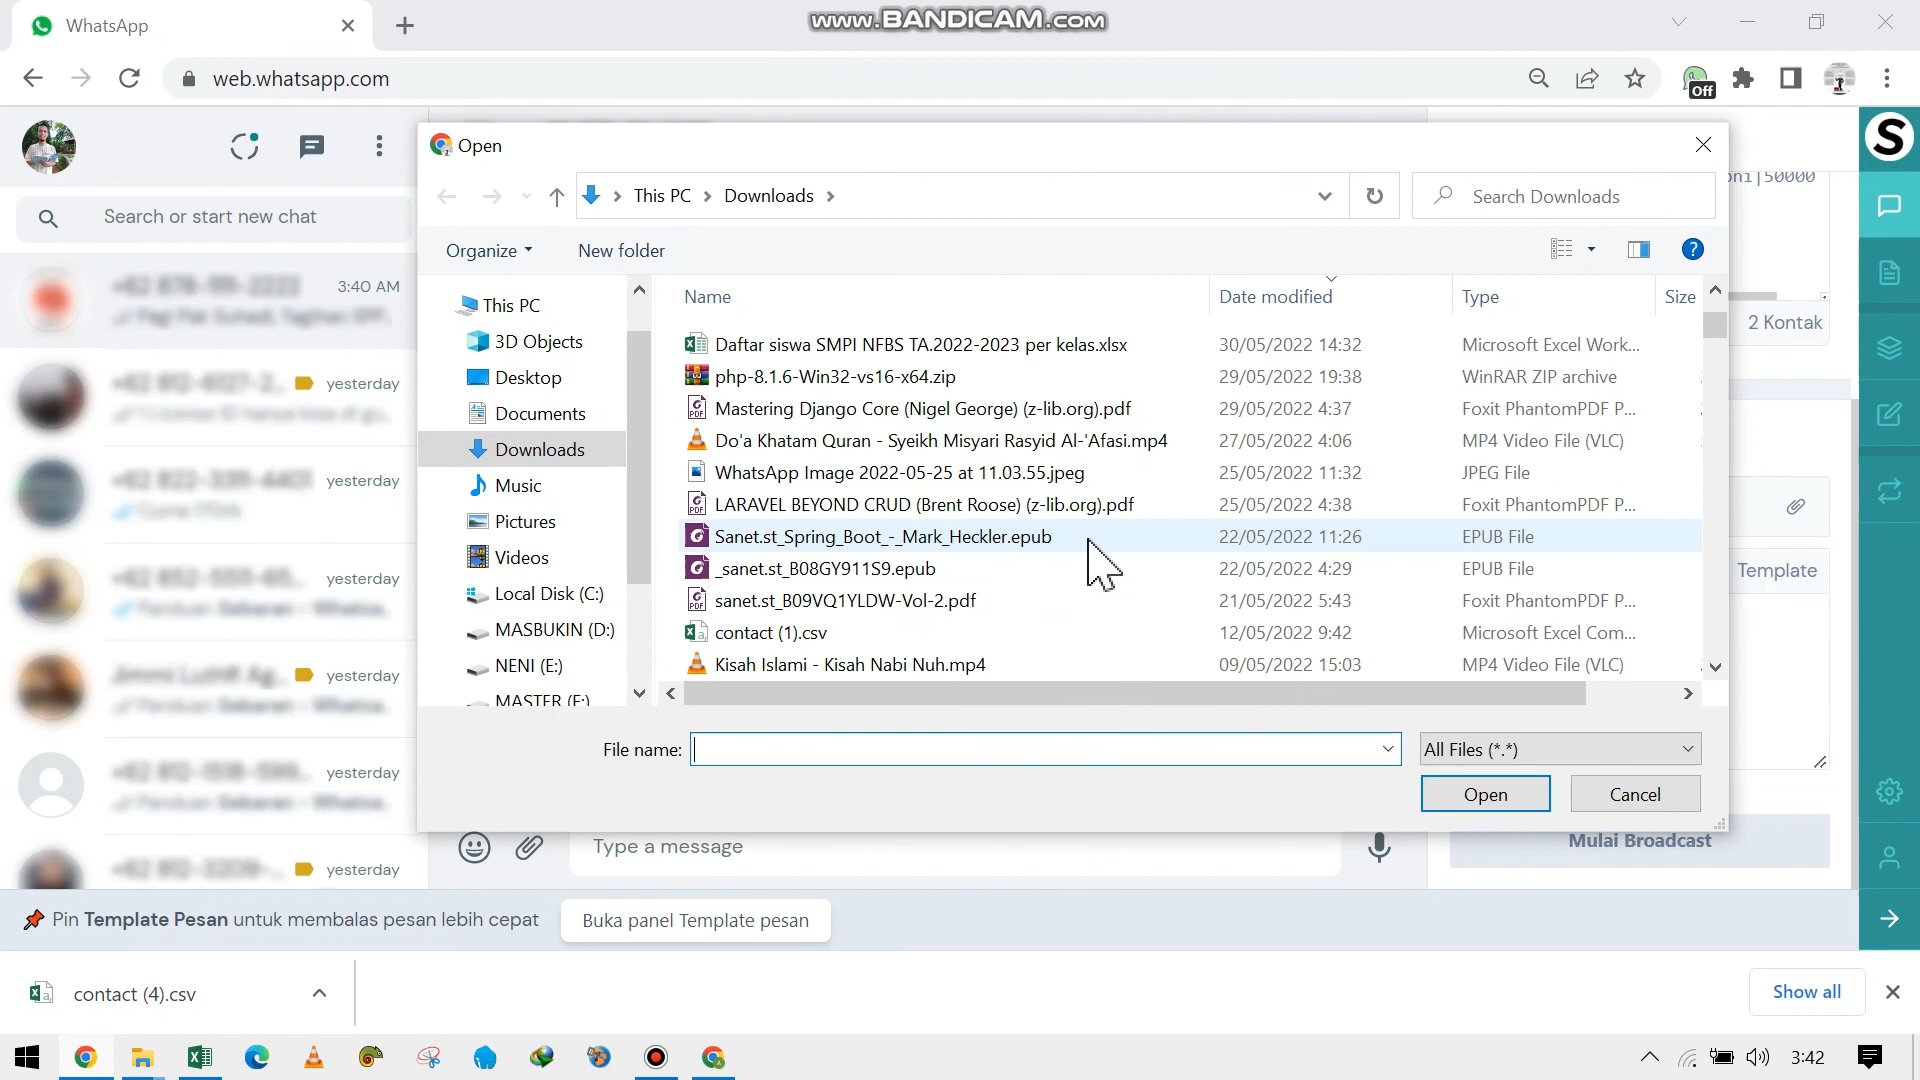 WhatsApp
www.BANDICAM.com
web.whatsapp.com
Off
Open
This PC
Downloads
Search Downloads
Organize
New folder
Search or start new chat
3:40 AM
yesterday
yesterday
yesterday
yesterday
yesterday
yesterday
This PC
3D Objects
Desktop
Documents
Downloads
Music
Pictures
Videos
Local Disk (C:)
MASBUKIN (D:)
NENI (E:)
MASTER (F:)
Name Date modified Type Size
Daftar siswa SMPI NFBS TA.2022-2023 per kelas.xlsx 30/05/2022 14:32 Microsoft Excel Work...
php-8.1.6-Win32-vs16-x64.zip 29/05/2022 19:38 WinRAR ZIP archive
Mastering Django Core (Nigel George) (z-lib.org).pdf 29/05/2022 4:37 Foxit PhantomPDF P...
Do'a Khatam Quran - Syeikh Misyari Rasyid Al-'Afasi.mp4 27/05/2022 4:06 MP4 Video File (VLC)
WhatsApp Image 2022-05-25 at 11.03.55.jpeg 25/05/2022 11:32 JPEG File
LARAVEL BEYOND CRUD (Brent Roose) (z-lib.org).pdf 25/05/2022 4:38 Foxit PhantomPDF P...
Sanet.st_Spring_Boot_-_Mark_Heckler.epub 22/05/2022 11:26 EPUB File
_sanet.st_B08GY911S9.epub 22/05/2022 4:29 EPUB File
sanet.st_B09VQ1YLDW-Vol-2.pdf 21/05/2022 5:43 Foxit PhantomPDF P...
contact (1).csv 12/05/2022 9:42 Microsoft Excel Com...
Kisah Islami - Kisah Nabi Nuh.mp4 09/05/2022 15:03 MP4 Video File (VLC)
File name:
All Files (*.*)
Open
Cancel
|50000
2 Kontak
Template
Mulai Broadcast
Type a message
Pin Template Pesan untuk membalas pesan lebih cepat
Buka panel Template pesan
contact (4).csv
Show all
3:42